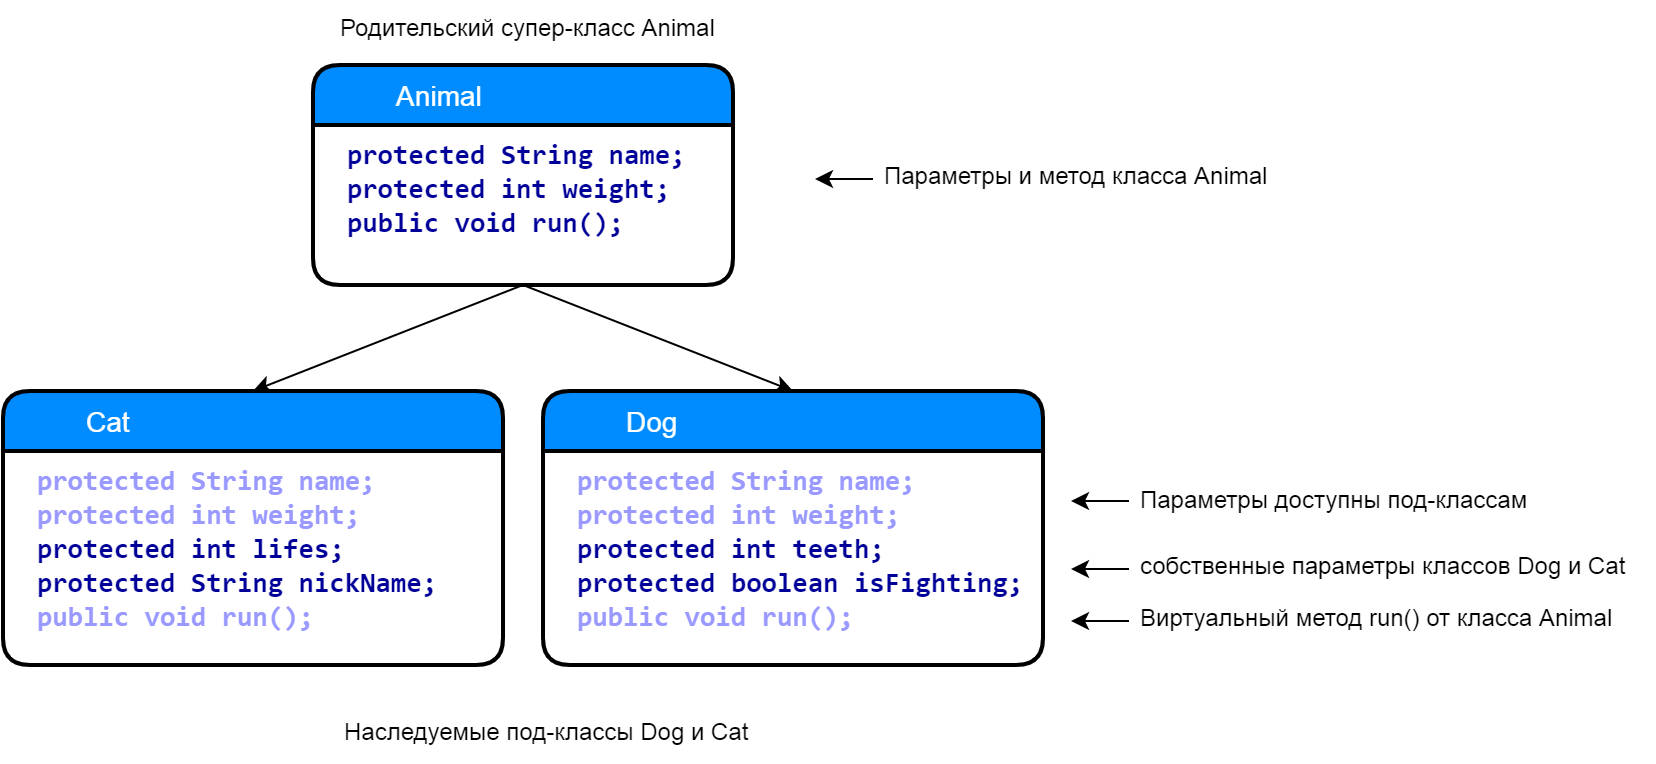 Родительский супер-класс Animal
Animal
protected String name;
protected int weight;
public void run();
Параметры и метод класса Animal
Cat
protected String name;
protected int weight;
protected int lifes;
protected String nickName;
public void run();
Dog
protected String name;
protected int weight;
protected int teeth;
protected boolean isFighting;
public void run();
Параметры доступны под-классам
собственные параметры классов Dog и Cat
Виртуальный метод run() от класса Animal
Наследуемые под-классы Dog и Cat